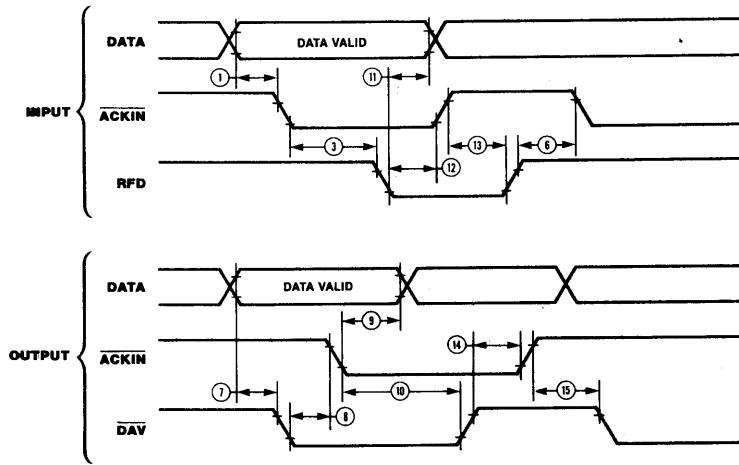 DATA
DATA VALID
1
11
INPUT
ACKIN
3
12
13
6
RFD
DATA
DATA VALID
9
OUTPUT
ACKIN
14
7
8
10
15
DAV